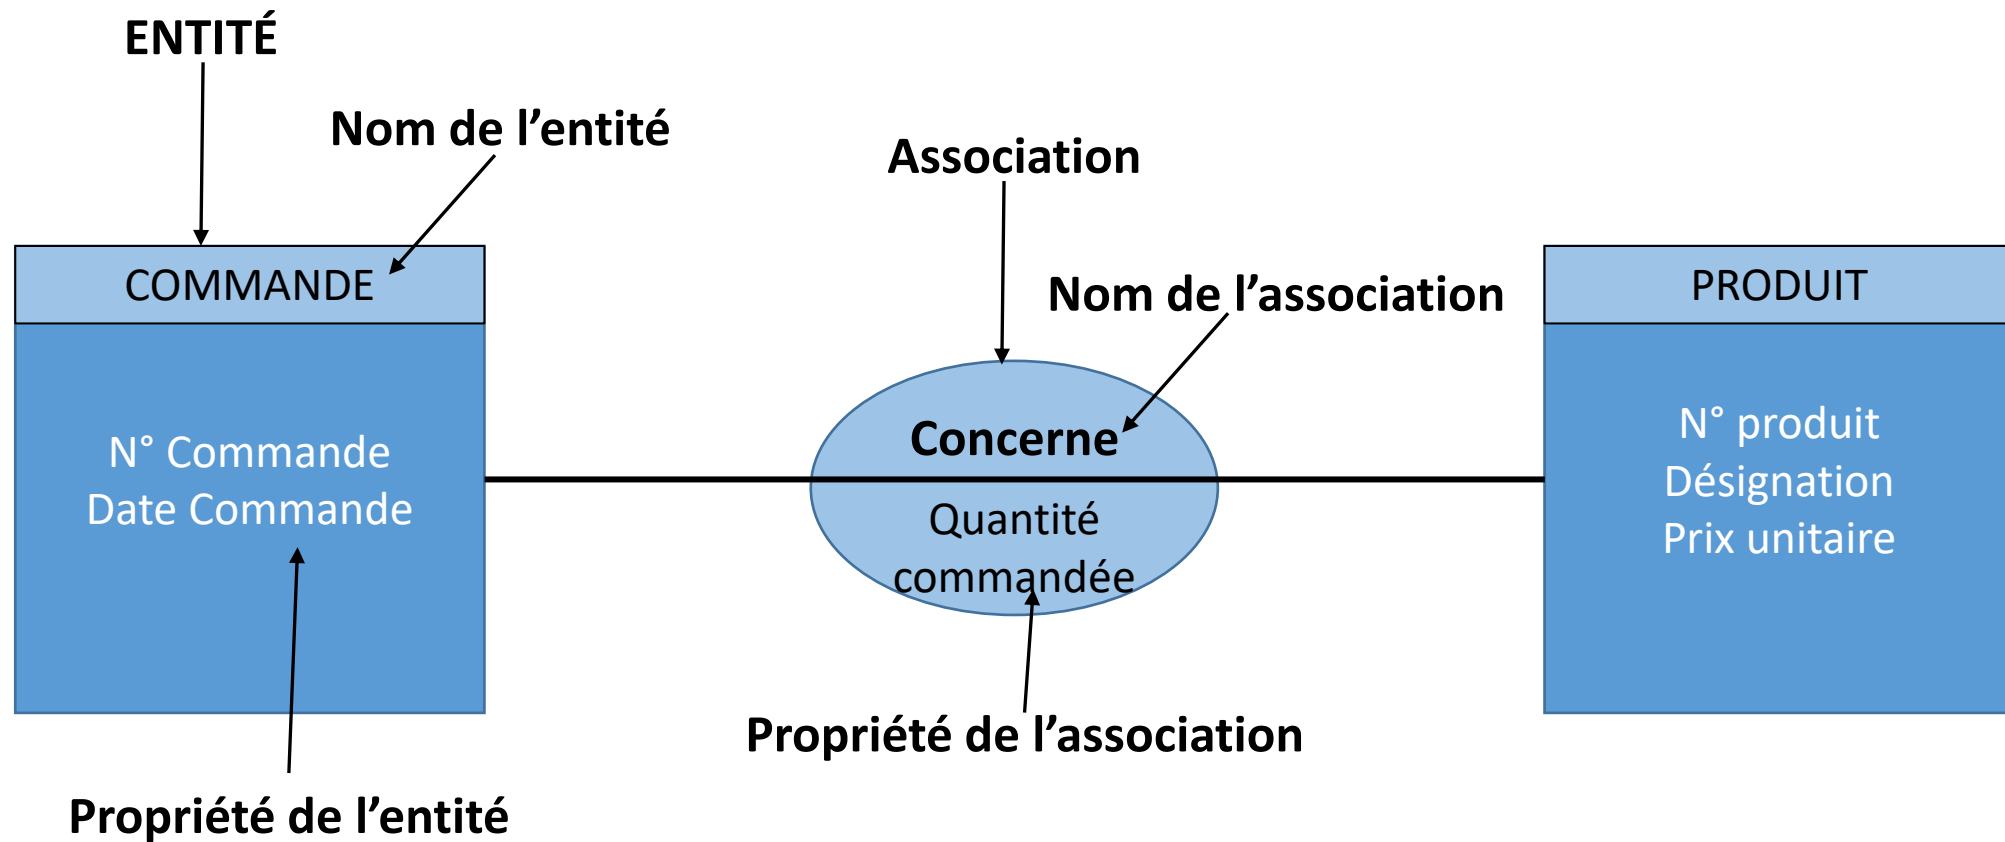 ENTITÉ
Nom de l’entité
Association
COMMANDE
Nom de l’association
PRODUIT
N° Commande
Date Commande
Concerne
Quantité
commandée
N° produit
Désignation
Prix unitaire
Propriété de l’association
Propriété de l’entité